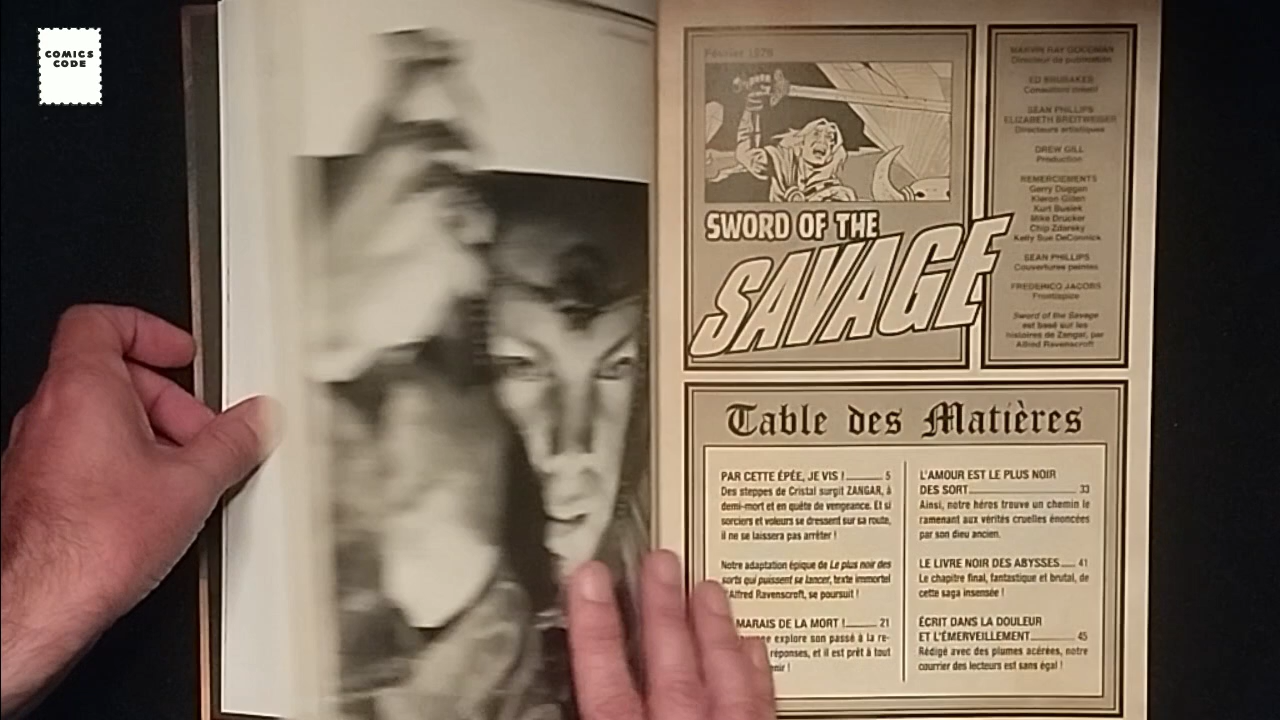 COMICS
CODE
Février 1976
SWORD OF THE
SAVAGE
MARVIN RAY GOODMAN
Directeur de publication
ED BRUBAKER
Consultant créatif
SEAN PHILLIPS
ELIZABETH BREITWEISER
Directeurs artistiques
DREW GILL
Production
REMERCIEMENTS
Gerry Duggan
Kieron Gillen
Kurt Busiek
Mike Drucker
Chip Zdarsky
Kelly Sue DeConnick
SEAN PHILLIPS
Couvertures peintes
FREDERICO JACOBS
Frontispice
Sword of the Savage
est basé sur les
histoires de Zangar, par
Alfred Ravenscroft
Table des Matières
PAR CETTE ÉPÉE, JE VIS ! 5
Des steppes de Cristal surgit ZANGAR, à
demi-mort et en quête de vengeance. Et si
sorciers et voleurs se dressent sur sa route,
il ne se laissera pas arrêter !
Notre adaptation épique de Le plus noir des
sorts qui puissent se lancer, texte immortel
Alfred Ravenscroft, se poursuit !
MARAIS DE LA MORT ! 21
explore son passé à la re-
réponses, et il est prêt à tout
L'AMOUR EST LE PLUS NOIR
DES SORT 33
Ainsi, notre héros trouve un chemin le
ramenant aux vérités cruelles énoncées
par son dieu ancien.
LE LIVRE NOIR DES ABYSSES 41
Le chapitre final, fantastique et brutal, de
cette saga insensée !
ÉCRIT DANS LA DOULEUR
ET L'ÉMERVEILLEMENT 45
Rédigé avec des plumes acérées, notre
courrier des lecteurs est sans égal !